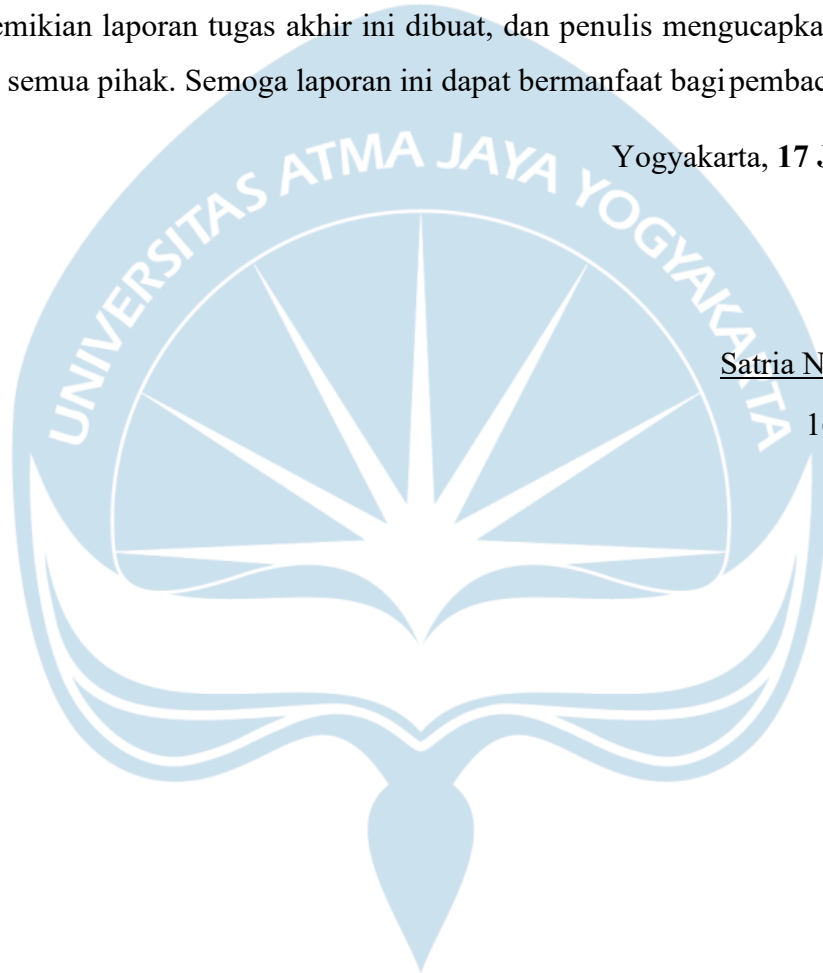 emikian laporan tugas akhir ini dibuat, dan penulis mengucapka
semua pihak. Semoga laporan ini dapat bermanfaat bagi pembac
UNIVERSITAS ATMA JAYA YOGYAKARTA
Yogyakarta, 17 J
Satria N
16